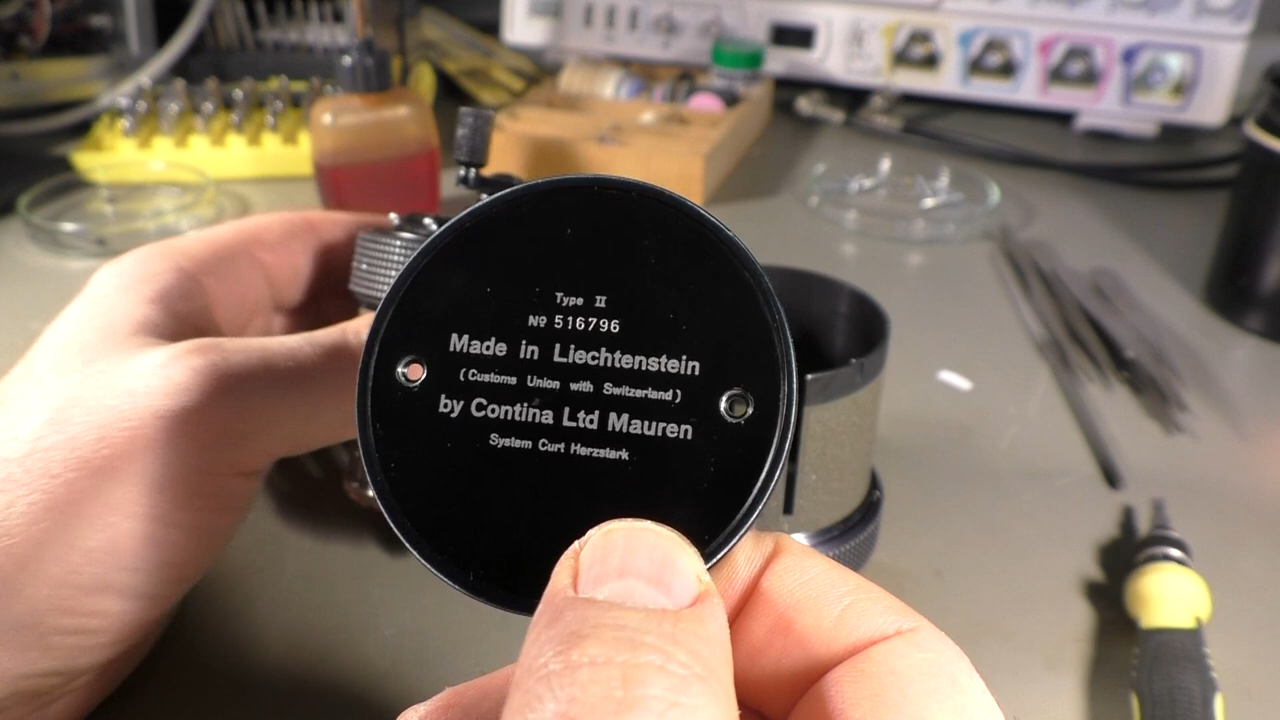 Type II
Nº 516796
Made in Liechtenstein
(Customs Union with Switzerland)
by Contina Ltd Mauren
System Curt Herzstark